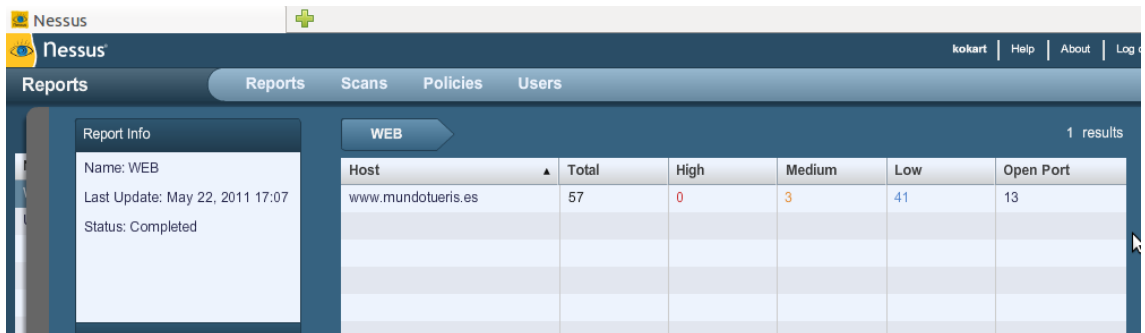 Nessus
nessus
kokart Help About Log
Reports
Reports Scans Policies Users
Report Info
Name: WEB
Last Update: May 22, 2011 17:07
Status: Completed
WEB
1 results
Host Total High Medium Low Open Port
www.mundotueris.es 57 0 3 41 13